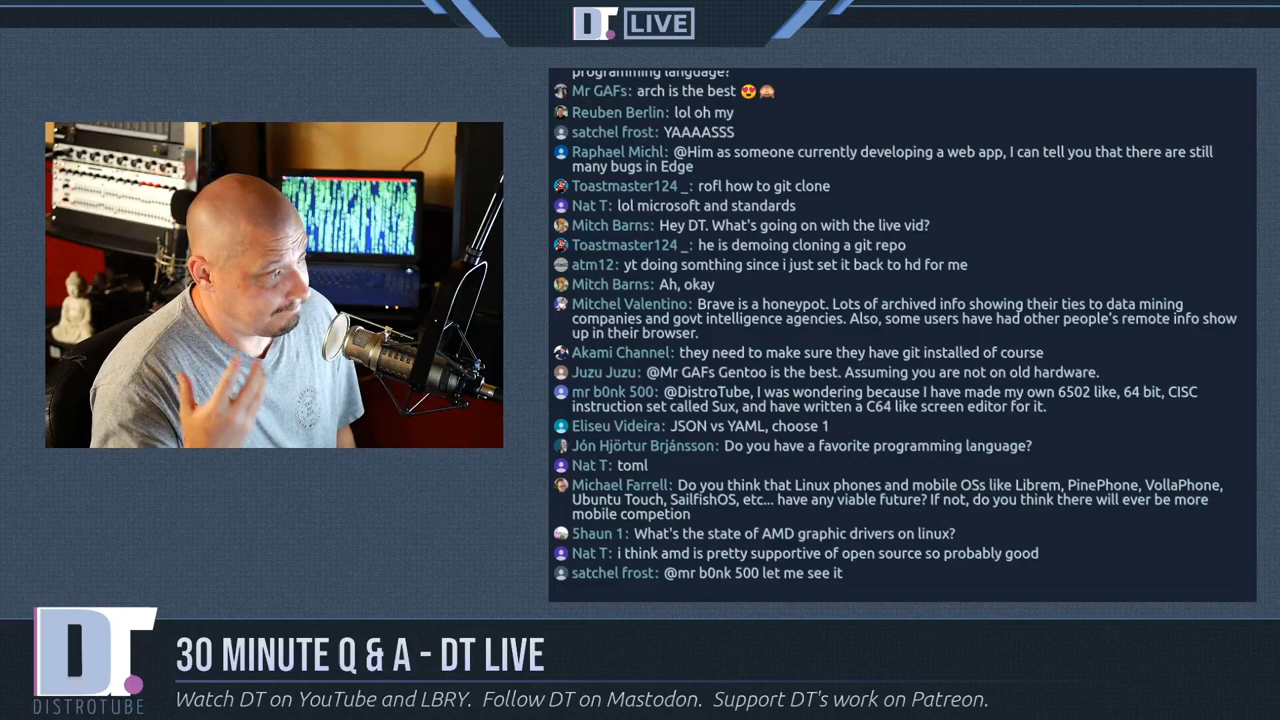 DT. LIVE
programming language?
Mr GAFs: arch is the best 😍 🙈
Reuben Berlin: lol oh my
satchel frost: YAAAASSS
Raphael Michl: @Him as someone currently developing a web app, I can tell you that there are still
many bugs in Edge
Toastmaster124 _: rofl how to git clone
Nat T: lol microsoft and standards
Mitch Barns: Hey DT. What's going on with the live vid?
Toastmaster124 _: he is demoing cloning a git repo
atm12: yt doing somthing since i just set it back to hd for me
Mitch Barns: Ah, okay
Mitchel Valentino: Brave is a honeypot. Lots of archived info showing their ties to data mining
companies and govt intelligence agencies. Also, some users have had other people's remote info show
up in their browser.
Akami Channel: they need to make sure they have git installed of course
Juzu Juzu: @Mr GAFs Gentoo is the best. Assuming you are not on old hardware.
mr b0nk 500: @DistroTube, I was wondering because I have made my own 6502 like, 64 bit, CISC
instruction set called Sux, and have written a C64 like screen editor for it.
Eliseu Videira: JSON vs YAML, choose 1
Jón Hjörtur Brjánsson: Do you have a favorite programming language?
Nat T: toml
Michael Farrell: Do you think that Linux phones and mobile OSs like Librem, PinePhone, VollaPhone,
Ubuntu Touch, SailfishOS, etc... have any viable future? If not, do you think there will ever be more
mobile competion
5haun 1: What's the state of AMD graphic drivers on linux?
Nat T: i think amd is pretty supportive of open source so probably good
satchel frost: @mr b0nk 500 let me see it
DT.
DISTROTUBE
30 MINUTE Q & A - DT LIVE
Watch DT on YouTube and LBRY. Follow DT on Mastodon. Support DT's work on Patreon.